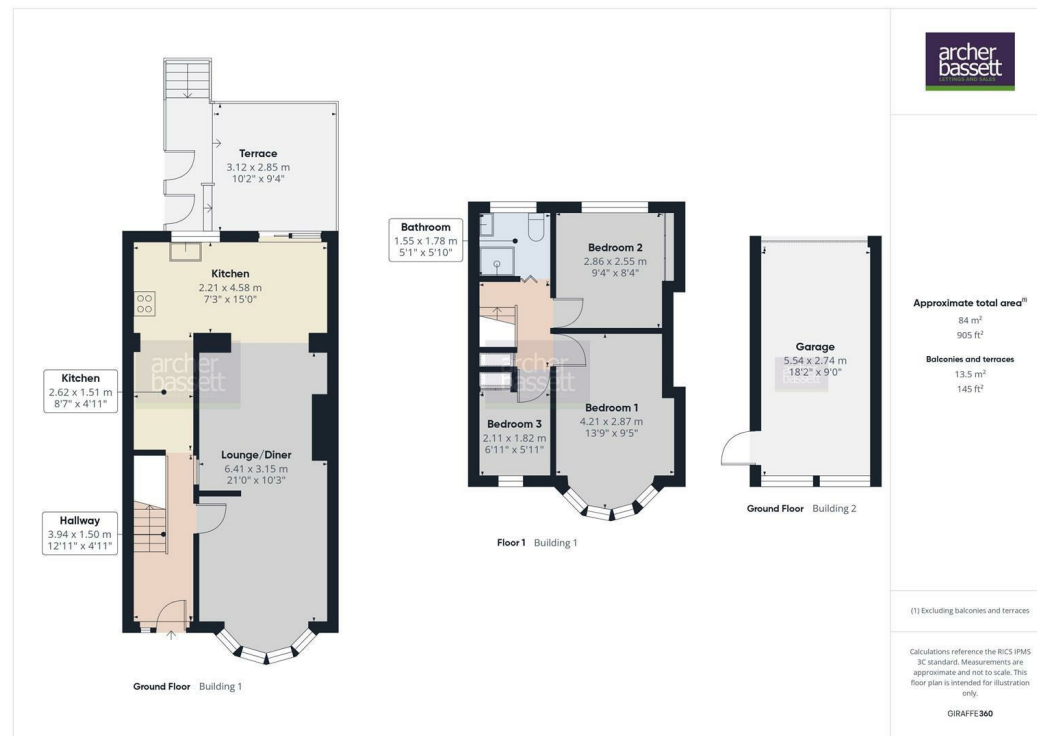 archer
bassett
LETTINGS AND SALES
Terrace
3.12 x 2.85 m
10'2" x 9'4"
Kitchen
2.21 x 4.58 m
7'3" x 15'0"
archer
bassett
Kitchen
2.62 x 1.51 m
8'7" x 4'11"
Lounge/Diner
6.41 x 3.15 m
21'0" x 10'3"
Hallway
3.94 x 1.50 m
12'11" x 4'11"
Ground Floor Building 1
Bathroom
1.55 x 1.78 m
5'1" x 5'10"
Bedroom 2
2.86 x 2.55 m
9'4" x 8'4"
archer
bassett
Bedroom 1
4.21 x 2.87 m
13'9" x 9'5"
Bedroom 3
2.11 x 1.82 m
6'11" x 5'11"
Floor 1 Building 1
Garage
5.54 x 2.74 m
18'2" x 9'0"
bassett
Ground Floor Building 2
Approximate total area(1)
84 m²
905 ft²
Balconies and terraces
13.5 m²
145 ft²
(1) Excluding balconies and terraces
Calculations reference the RICS IPMS
3C standard. Measurements are
approximate and not to scale. This
floor plan is intended for illustration
only.
GIRAFFE360